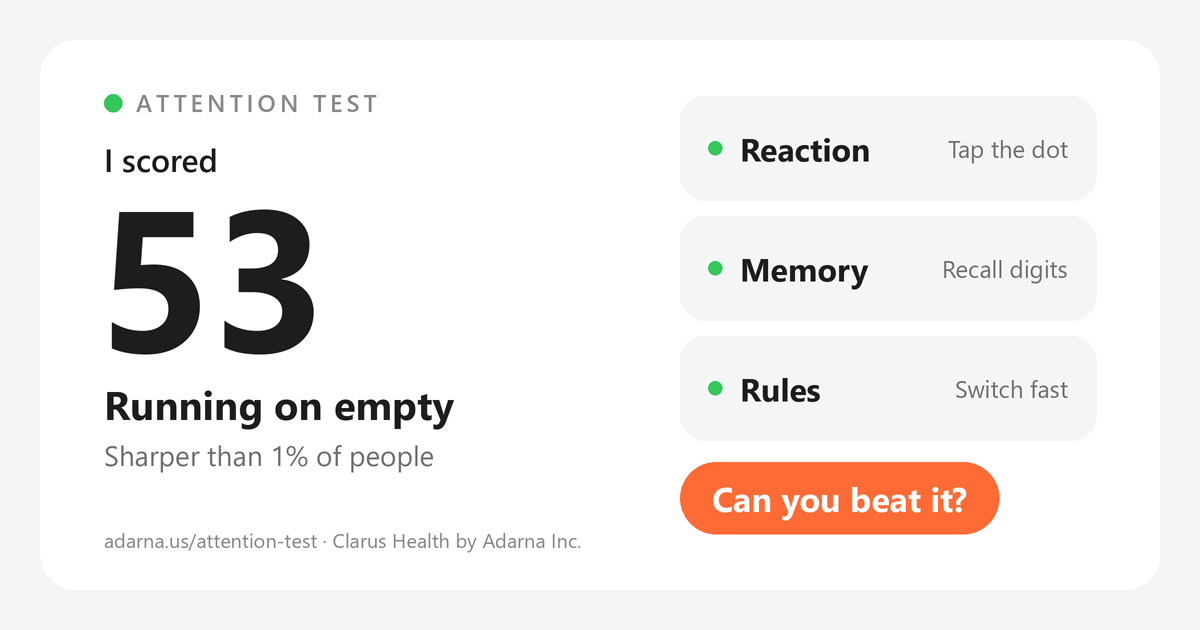 ATTENTION TEST
I scored
53
Running on empty
Sharper than 1% of people
adarna.us/attention-test · Clarus Health by Adarna Inc.
Reaction Tap the dot
Memory Recall digits
Rules Switch fast
Can you beat it?